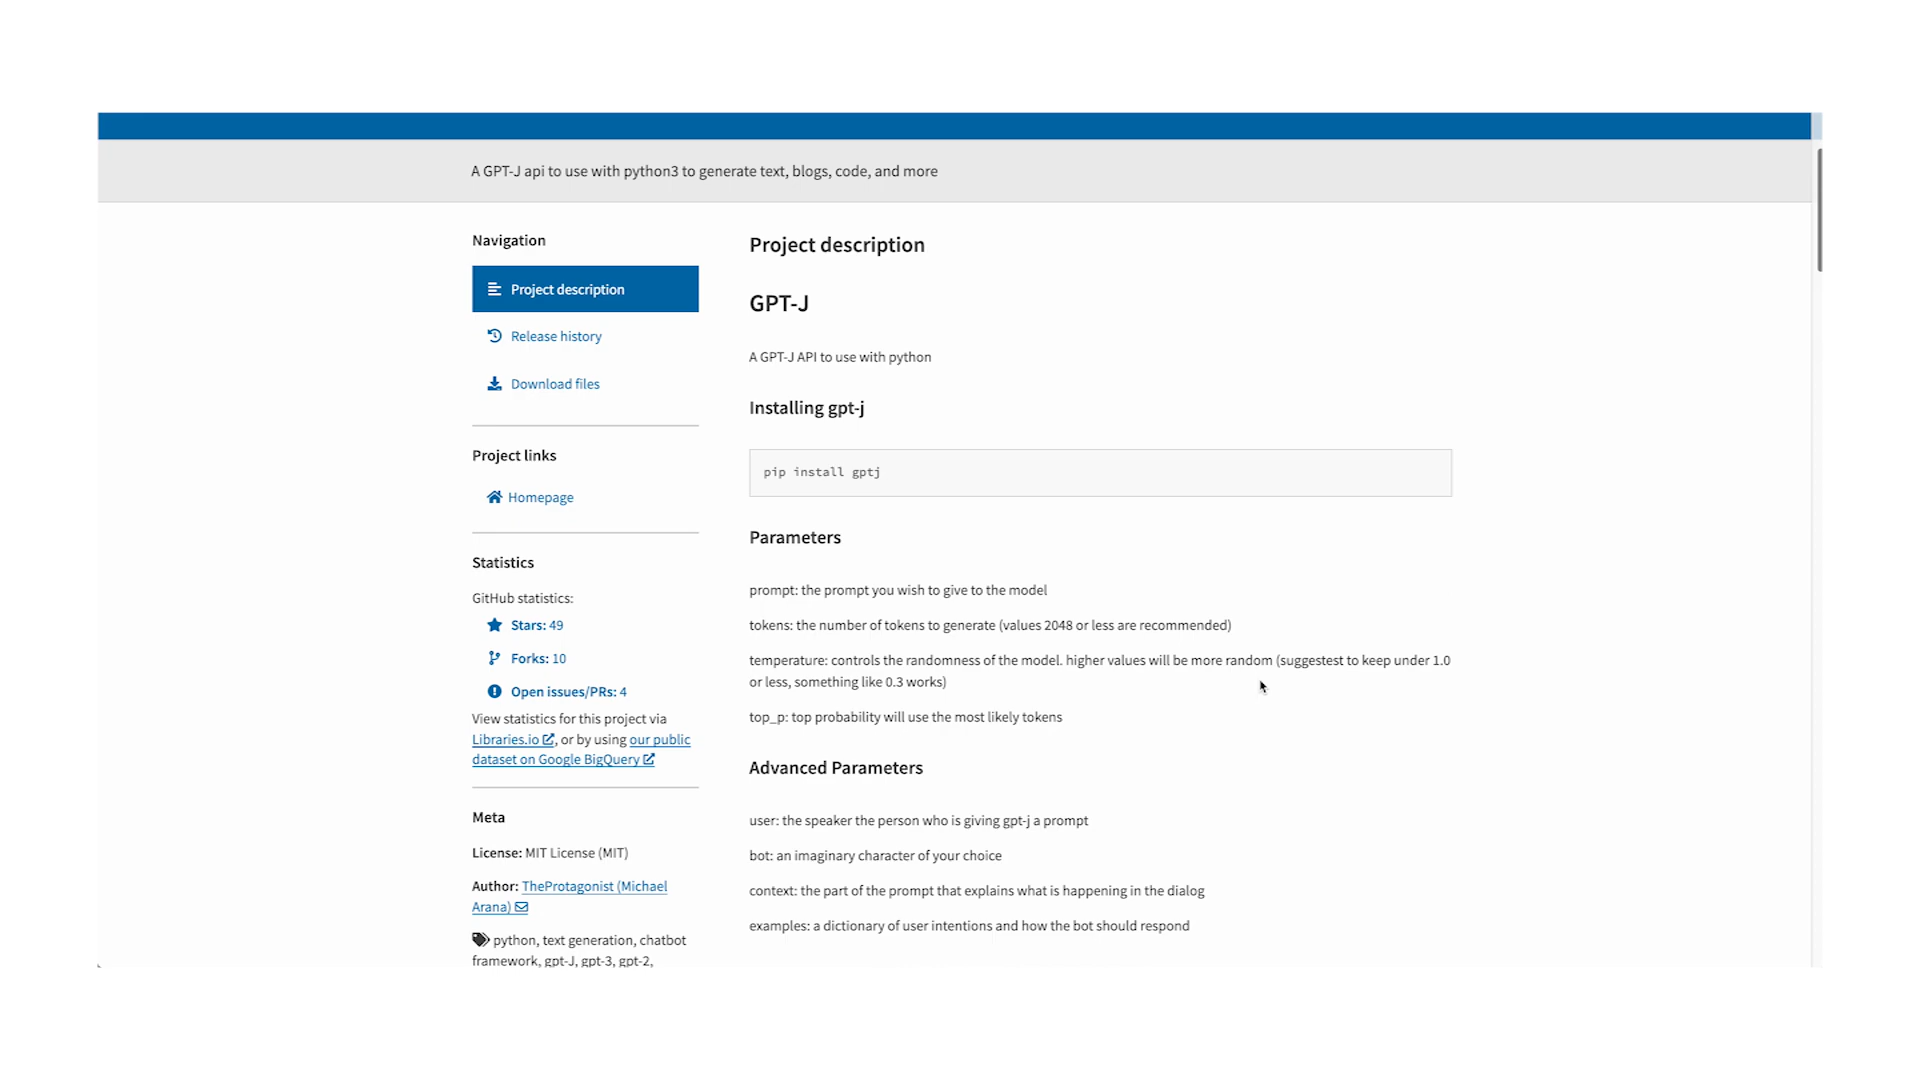 A GPT-J api to use with python3 to generate text, blogs, code, and more
Navigation
Project description
Release history
Download files
Project links
Homepage
Statistics
GitHub statistics:
Stars: 49
Forks: 10
Open issues/PRs: 4
View statistics for this project via
Libraries.io, or by using our public
dataset on Google BigQuery
Meta
License: MIT License (MIT)
Author: TheProtagonist (Michael
Arana)
python, text generation, chatbot
framework, gpt-J, gpt-3, gpt-2,
Project description
GPT-J
A GPT-J API to use with python
Installing gpt-j
pip install gptj
Parameters
prompt: the prompt you wish to give to the model
tokens: the number of tokens to generate (values 2048 or less are recommended)
temperature: controls the randomness of the model. higher values will be more random (suggestest to keep under 1.0
or less, something like 0.3 works)
top_p: top probability will use the most likely tokens
Advanced Parameters
user: the speaker the person who is giving gpt-j a prompt
bot: an imaginary character of your choice
context: the part of the prompt that explains what is happening in the dialog
examples: a dictionary of user intentions and how the bot should respond